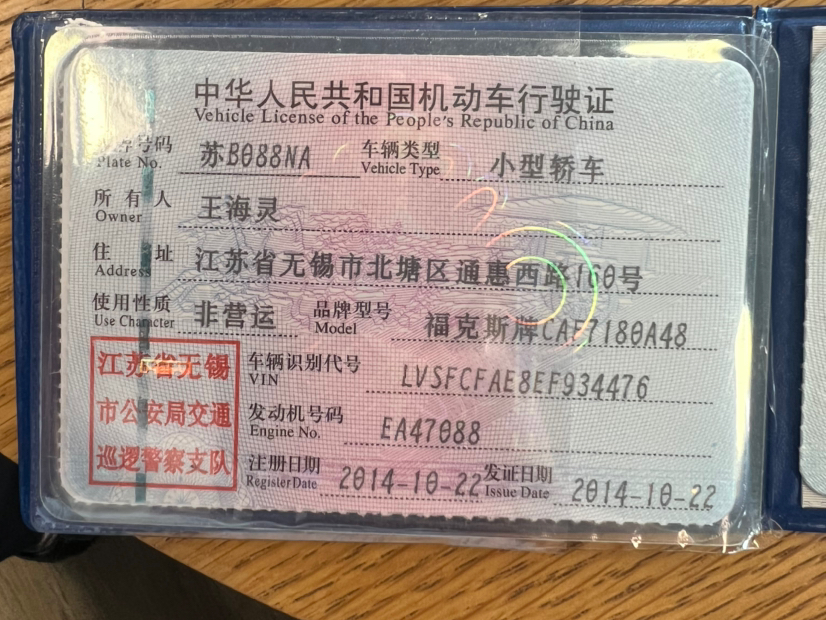 中华人民共和国机动车行驶证
Vehicle License of the People's Republic of China
号码 苏B088NA 车辆类型 小型轿车
Plate No. Vehicle Type
所有人 王海灵
Owner
住址 江苏省无锡市北塘区通惠西路160号
Address
使用性质 非营运 品牌型号 福克斯牌CAF7180A48
Use Character Model
江苏省无锡
市公安局交通
巡逻警察支队
车辆识别代号 LVSFCFAE8EF934476
VIN
发动机号码 EA47088
Engine No.
注册日期 2014-10-22 发证日期 2014-10-22
Register Date Issue Date